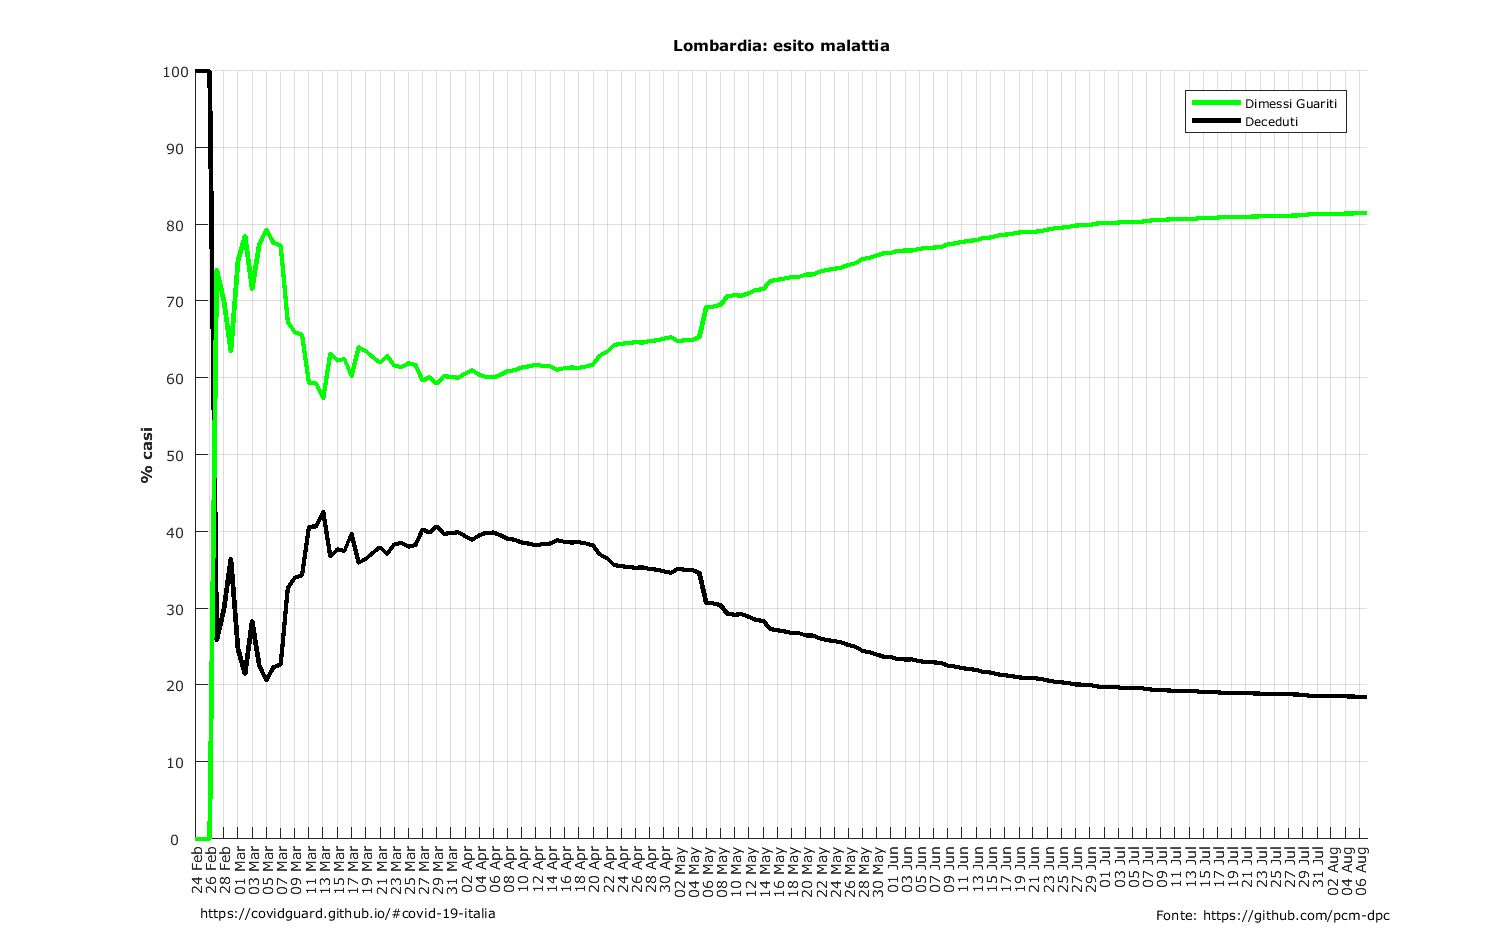 Lombardia: esito malattia
Dimessi Guariti
Deceduti
% casi
100
90
80
70
60
50
40
30
20
10
0
24 Feb
26 Feb
28 Feb
01 Mar
03 Mar
05 Mar
07 Mar
09 Mar
11 Mar
13 Mar
15 Mar
17 Mar
19 Mar
21 Mar
23 Mar
25 Mar
27 Mar
29 Mar
31 Mar
02 Apr
04 Apr
06 Apr
08 Apr
10 Apr
12 Apr
14 Apr
16 Apr
18 Apr
20 Apr
22 Apr
24 Apr
26 Apr
28 Apr
30 Apr
02 May
04 May
06 May
08 May
10 May
12 May
14 May
16 May
18 May
20 May
22 May
24 May
26 May
28 May
30 May
01 Jun
03 Jun
05 Jun
07 Jun
09 Jun
11 Jun
13 Jun
15 Jun
17 Jun
19 Jun
21 Jun
23 Jun
25 Jun
27 Jun
29 Jun
01 Jul
03 Jul
05 Jul
07 Jul
09 Jul
11 Jul
13 Jul
15 Jul
17 Jul
19 Jul
21 Jul
23 Jul
25 Jul
27 Jul
29 Jul
31 Jul
02 Aug
04 Aug
06 Aug
https://covidguard.github.io/#covid-19-italia
Fonte: https://github.com/pcm-dpc